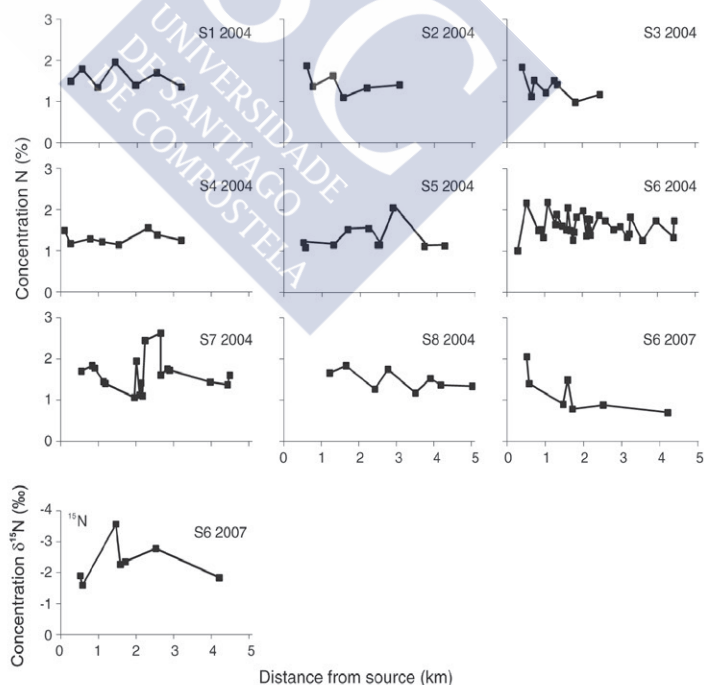 SC
UNIVERSIDADE
DE SANTIAGO
DE COMPOSTELA
Concentration N (%)
3 2 1 0
S1 2004
S2 2004
S3 2004
3 2 1 0
S4 2004
S5 2004
S6 2004
3 2 1 0
S7 2004
S8 2004
S6 2007
0 1 2 3 4 5
0 1 2 3 4 5
Concentration δ¹⁵N (‰)
-4 -3 -2 -1 0
¹⁵N
S6 2007
0 1 2 3 4 5
Distance from source (km)